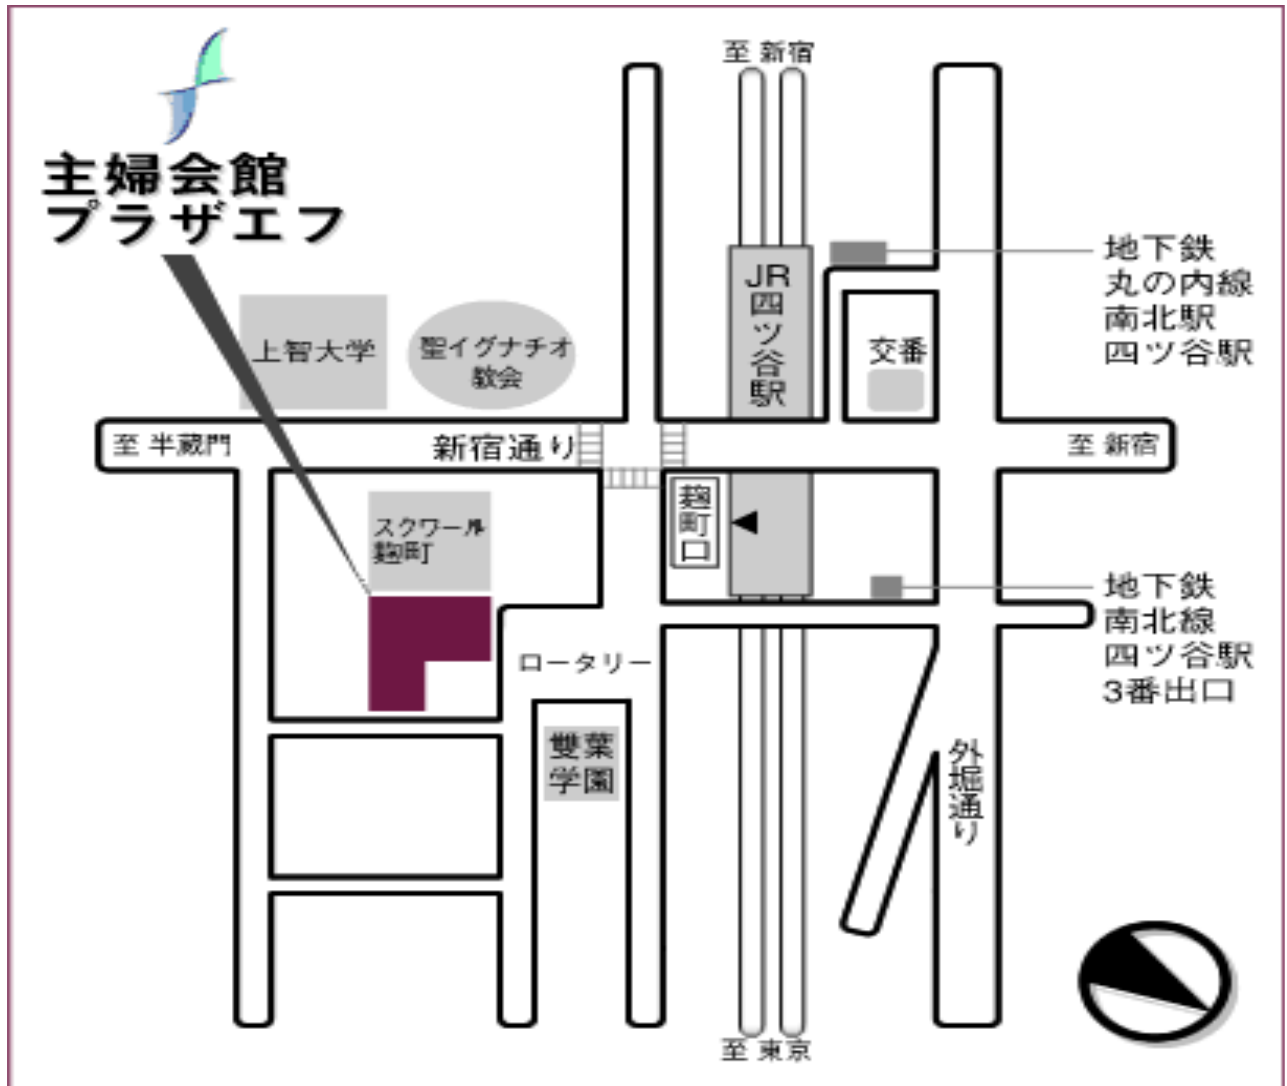 至 新宿
主婦会館
プラザエフ
JR
四ツ谷駅
地下鉄
丸の内線
南北駅
四ツ谷駅
上智大学
聖イグナチオ
教会
交番
至 半蔵門
新宿通り
至 新宿
スクワール
麹町
麹町口
地下鉄
南北線
四ツ谷駅
3番出口
ロータリー
雙葉
学園
外堀通り
至 東京